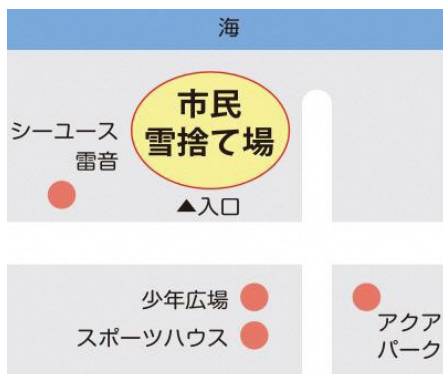 海
市民
雪捨て場
シーユース
雷音
▲入口
少年広場
スポーツハウス
アクア
パーク